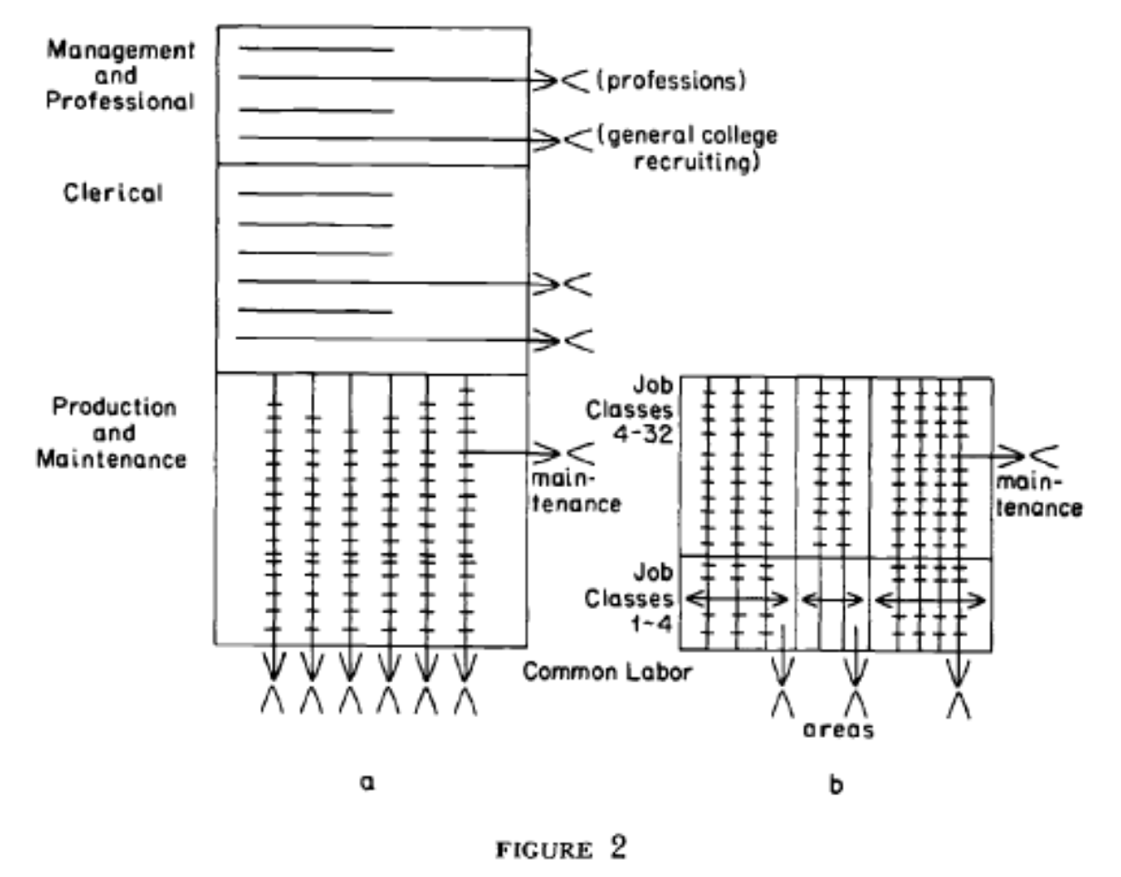 Management
and
Professional
(professions)
(general college
recruiting)
Clerical
Production
and
Maintenance
main-
tenance
Job
Classes
4-32
main-
tenance
Job
Classes
1-4
Common Labor
areas
a
b
FIGURE 2